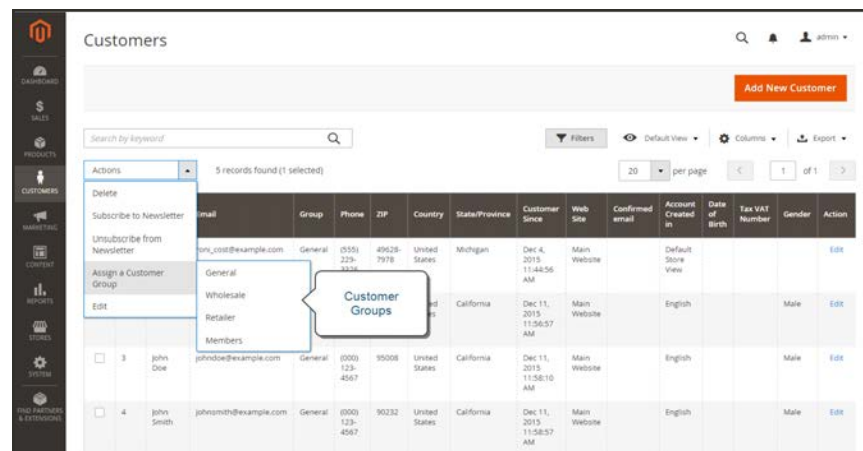 Customers
admin
DASHBOARD
SALES
PRODUCTS
CUSTOMERS
MARKETING
CONTENT
REPORTS
STORES
SYSTEM
FIND PARTNERS
& EXTENSIONS
Add New Customer
Search by keyword
Filters
Default View
Columns
Export
Actions
5 records found (1 selected)
20
per page
1
of 1
Delete
Subscribe to Newsletter
Unsubscribe from
Newsletter
Assign a Customer
Group
Edit
General
Wholesale
Retailer
Members
Customer
Groups
Email Group Phone ZIP Country State/Province Customer Since Web Site Confirmed email Account Created in Date of Birth Tax VAT Number Gender Action
cost@example.com General (555) 229- 49628-7978 United States Michigan Dec 4, 2015 11:44:56 AM Main Website Default Store View Edit
California Dec 11, 2015 11:56:57 AM Main Website English Male Edit
3 John Doe johndoe@example.com General (000) 123-4567 95008 United States California Dec 11, 2015 11:58:10 AM Main Website English Male Edit
4 John Smith johnsmith@example.com General (000) 123-4567 90232 United States California Dec 11, 2015 11:58:57 AM Main Website English Male Edit